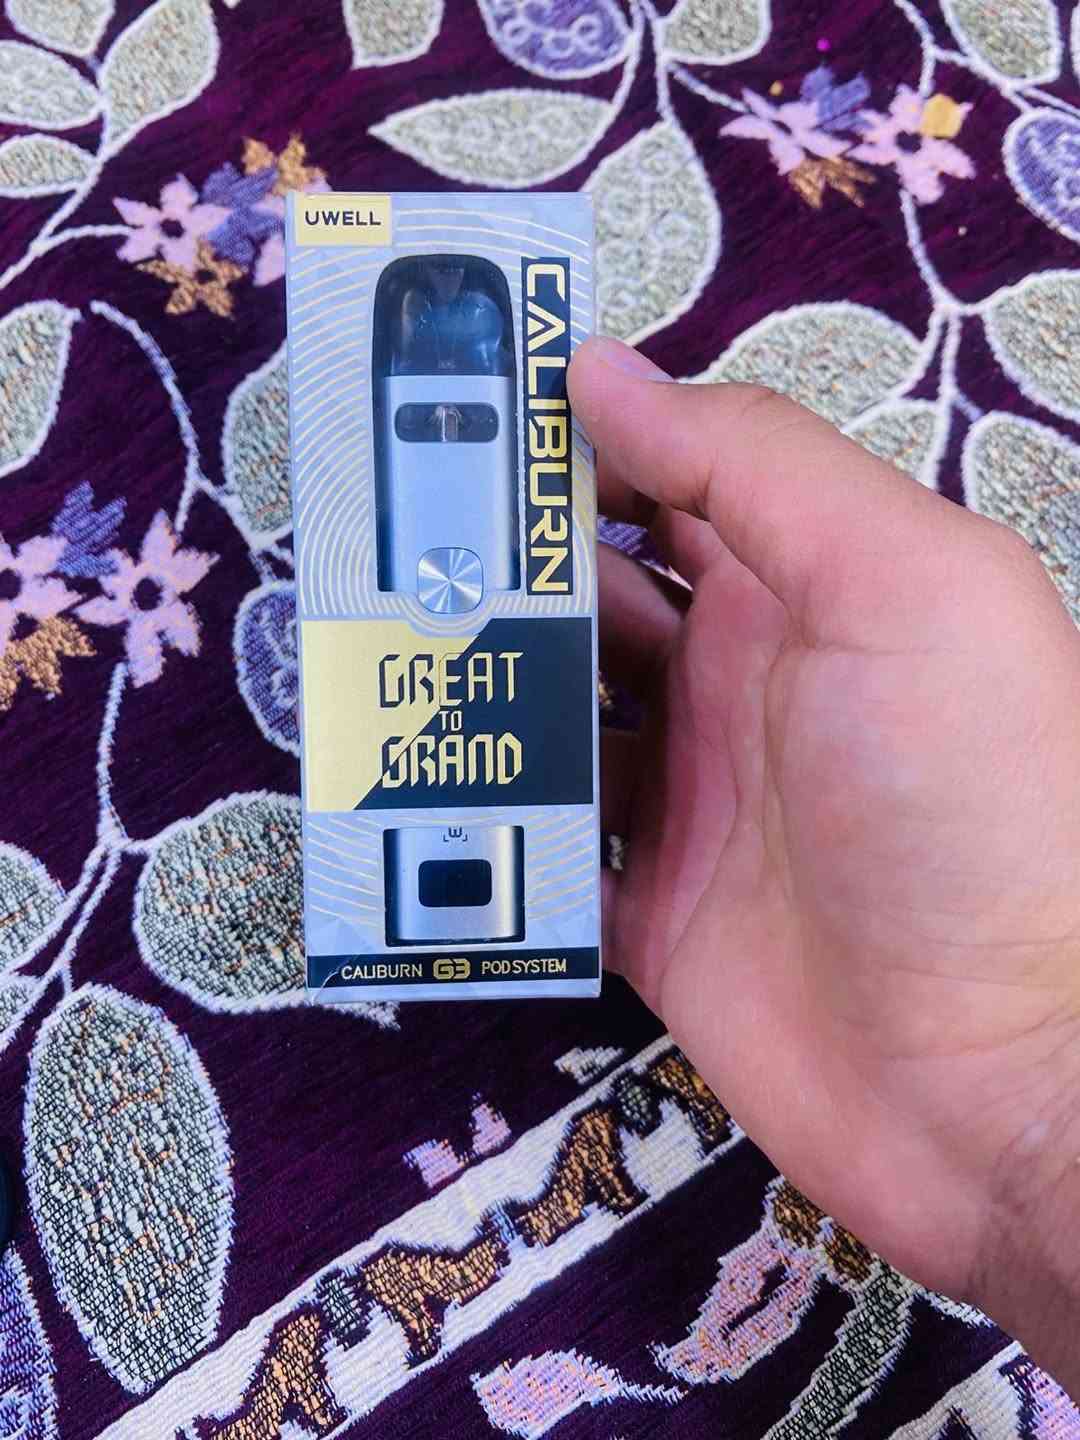 UWELL
CALIBURN
GREAT
TO
GRAND
W
CALIBURN G3 POD SYSTEM